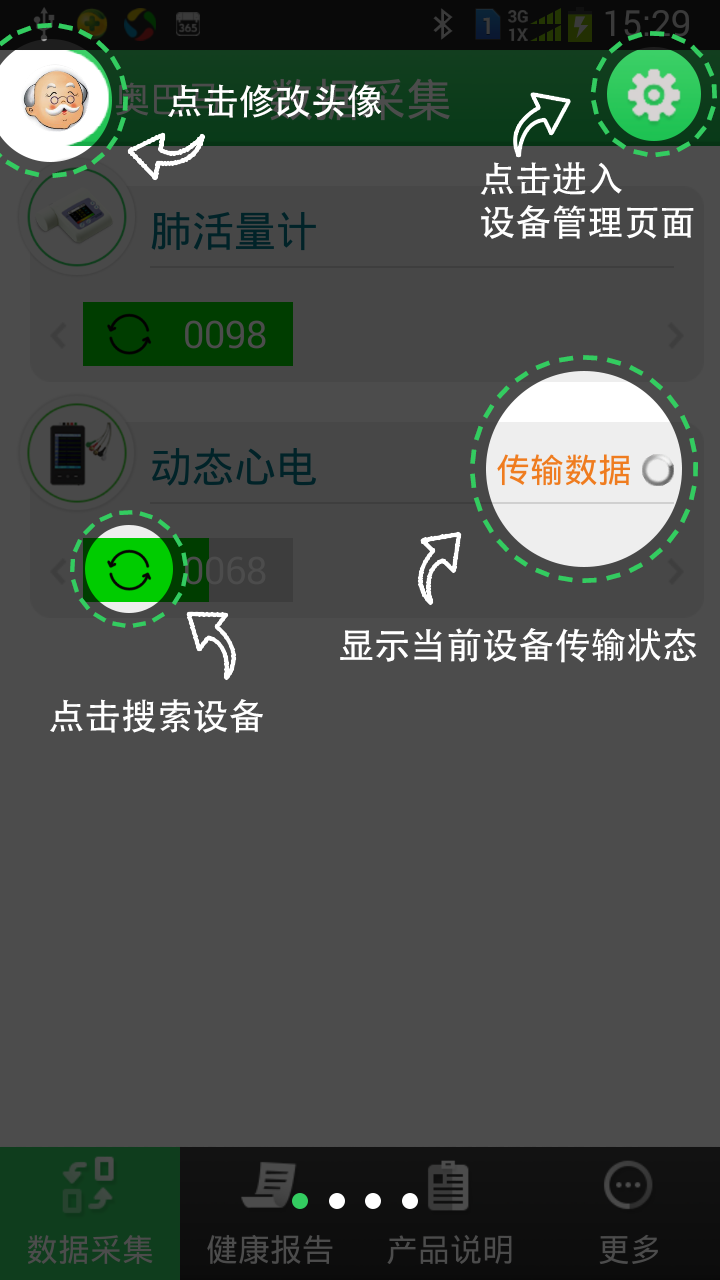 365
1
3G
1X
15:29
奥巴马
数据采集
点击修改头像
点击进入
设备管理页面
肺活量计
0098
动态心电
传输数据
0068
显示当前设备传输状态
点击搜索设备
数据采集
健康报告
产品说明
更多